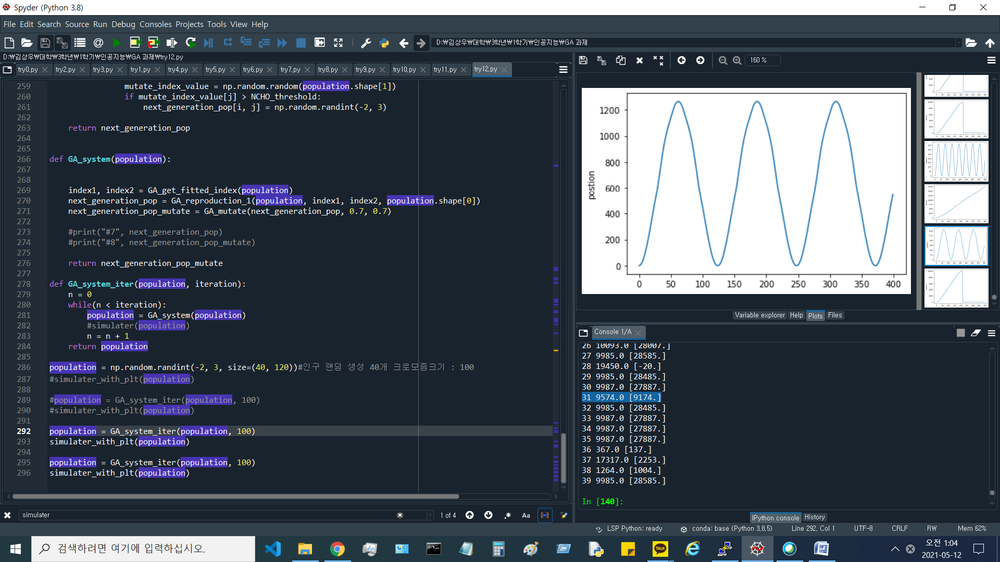 Spyder (Python 3.8)
File Edit Search Source Run Debug Consoles Projects Tools View Help
D:₩김상우₩대학₩3학년₩1학기₩인공지능₩GA 과제
D:₩김상우₩대학₩3학년₩1학기₩인공지능₩GA 과제₩try12.py
try0.py try2.py try3.py try1.py try4.py try5.py try6.py try7.py try8.py try9.py try10.py try11.py try12.py
259 mutate_index_value = np.random.random(population.shape[1])
260 if mutate_index_value[j] > NCHO_threshold:
261 next_generation_pop[i, j] = np.random.randint(-2, 3)
262
263 return next_generation_pop
264
265
266 def GA_system(population):
267
268
269 index1, index2 = GA_get_fitted_index(population)
270 next_generation_pop = GA_reproduction_1(population, index1, index2, population.shape[0])
271 next_generation_pop_mutate = GA_mutate(next_generation_pop, 0.7, 0.7)
272
273 #print("#7", next_generation_pop)
274 #print("#8", next_generation_pop_mutate)
275
276 return next_generation_pop_mutate
277
278 def GA_system_iter(population, iteration):
279 n = 0
280 while(n < iteration):
281 population = GA_system(population)
282 #simulater(population)
283 n = n + 1
284 return population
285
286 population = np.random.randint(-2, 3, size=(40, 120))#인구 랜덤 생성 40개 크로모즘크기 : 100
287 #simulater_with_plt(population)
288
289 #population = GA_system_iter(population, 100)
290 #simulater_with_plt(population)
291
292 population = GA_system_iter(population, 100)
293 simulater_with_plt(population)
294
295 population = GA_system_iter(population, 100)
296 simulater_with_plt(population)
simulater
1 of 4
.*
Aa
160 %
1200
1000
800
600
400
200
0
postion
0 50 100 150 200 250 300 350 400
Variable explorer Help Plots Files
Console 1/A
26 10093.0 [28007.]
27 9985.0 [28585.]
28 19450.0 [-20.]
29 9985.0 [28485.]
30 9987.0 [27887.]
31 9574.0 [9174.]
32 9985.0 [28485.]
33 9987.0 [27887.]
34 9987.0 [27887.]
35 9987.0 [27887.]
36 367.0 [137.]
37 17317.0 [2253.]
38 1264.0 [1004.]
39 9985.0 [28585.]
In [140]:
IPython console History
LSP Python: ready conda: base (Python 3.8.5) Line 292, Col 1 UTF-8 CRLF RW Mem 62%
검색하려면 여기에 입력하십시오.
TALK
오전 1:04
2021-05-12